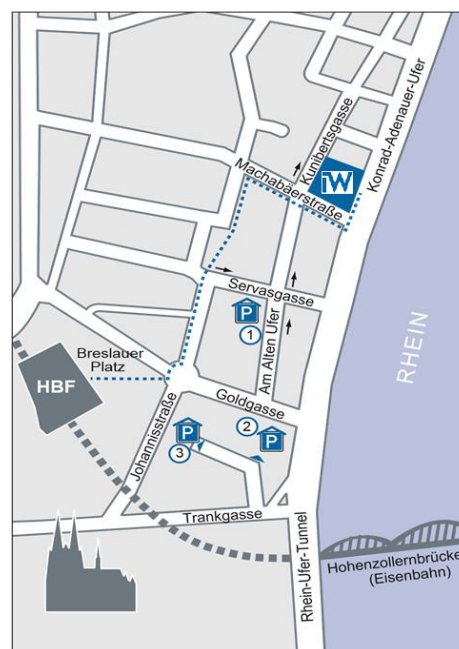 Konrad-Adenauer-Ufer
Kunibertsgasse
iW
Machabäerstraße
Servasgasse
P
1
RHEIN
Am Alten Ufer
Breslauer
Platz
HBF
Goldgasse
Johannisstraße
P
3
2
P
Trankgasse
Rhein-Ufer-Tunnel
Hohenzollernbrücke
(Eisenbahn)